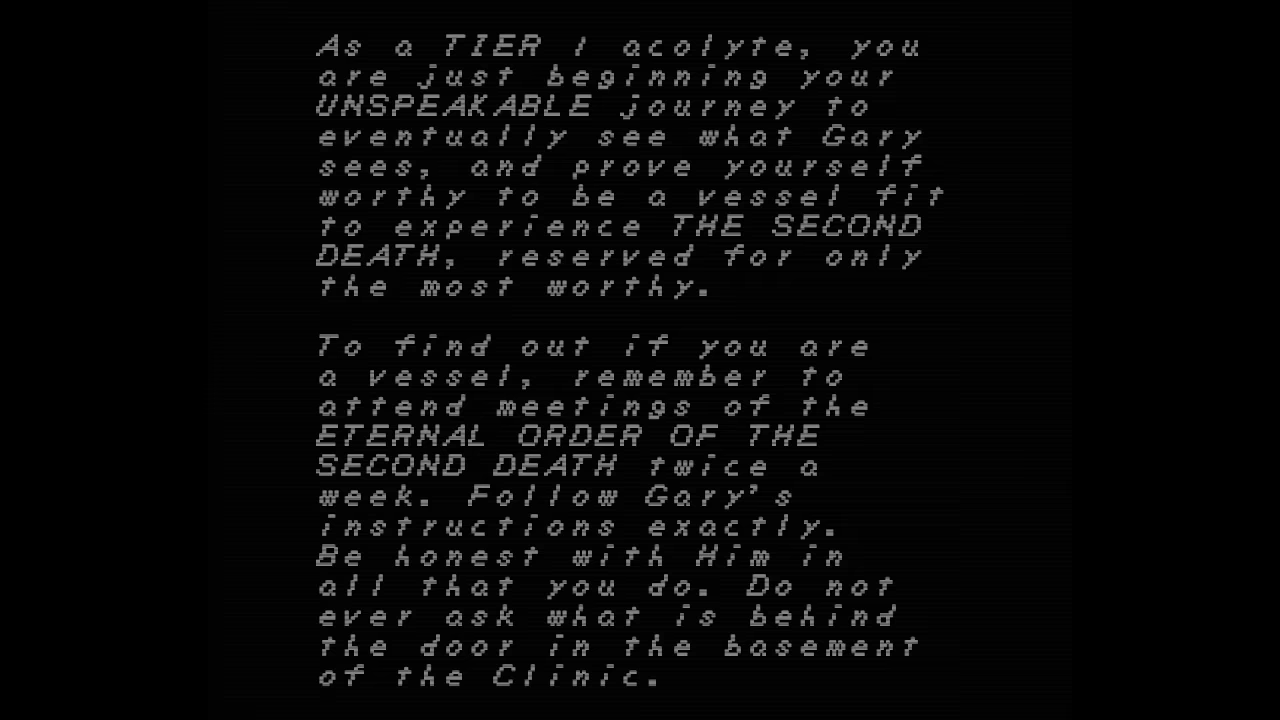 As a TIER 1 acolyte, you
are just beginning your
UNSPEAKABLE journey to
eventually see what Gary
sees, and prove yourself
worthy to be a vessel fit
to experience THE SECOND
DEATH, reserved for only
the most worthy.
To find out if you are
a vessel, remember to
attend meetings of the
ETERNAL ORDER OF THE
SECOND DEATH twice a
week. Follow Gary's
instructions exactly.
Be honest with Him in
all that you do. Do not
ever ask what is behind
the door in the basement
of the Clinic.